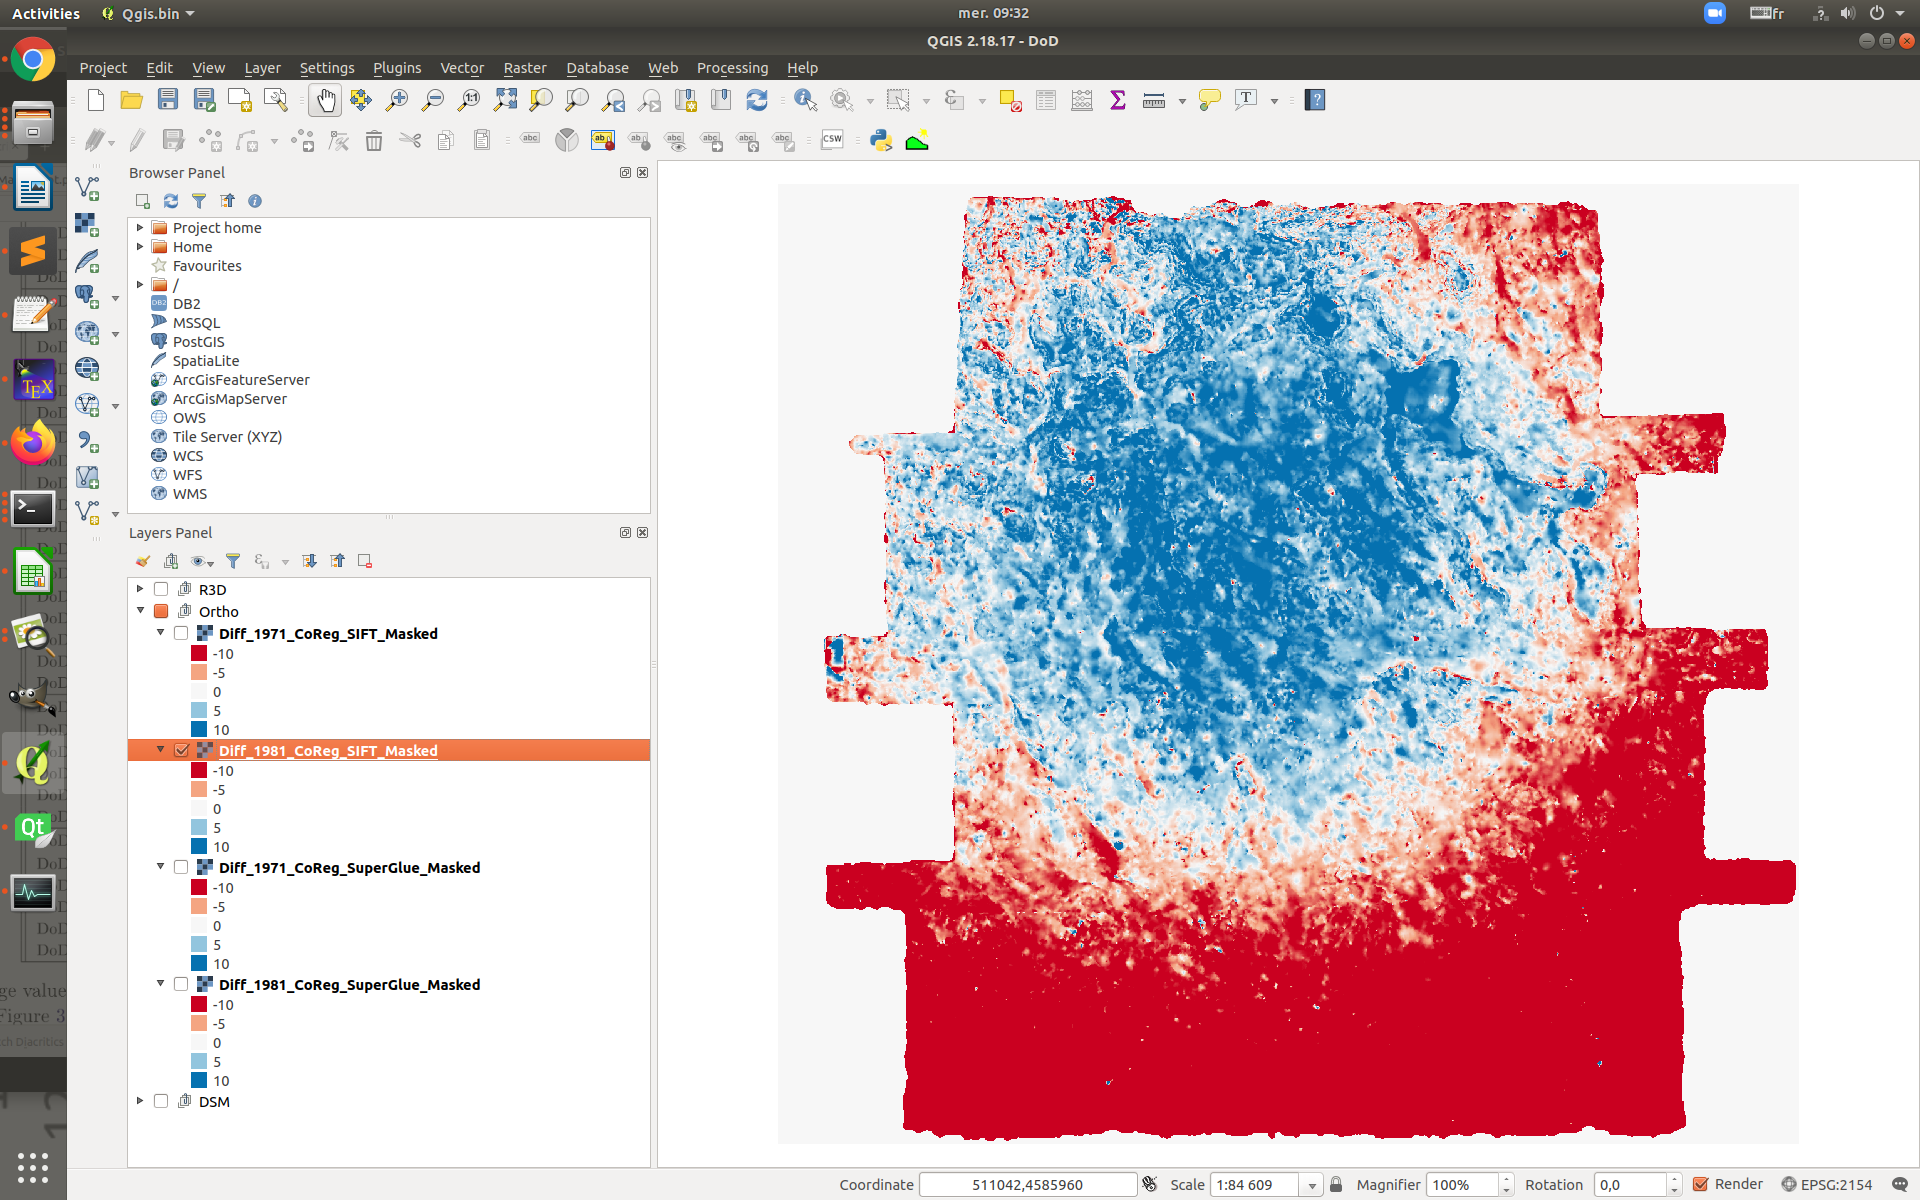 Activities
Qgis.bin
mer. 09:32
fr
QGIS 2.18.17 - DoD
Project Edit View Layer Settings Plugins Vector Raster Database Web Processing Help
Browser Panel
Project home
Home
Favourites
/
DB2
MSSQL
PostGIS
SpatiaLite
ArcGisFeatureServer
ArcGisMapServer
OWS
Tile Server (XYZ)
WCS
WFS
WMS
Layers Panel
R3D
Ortho
Diff_1971_CoReg_SIFT_Masked
-10
-5
0
5
10
Diff_1981_CoReg_SIFT_Masked
-10
-5
0
5
10
Diff_1971_CoReg_SuperGlue_Masked
-10
-5
0
5
10
Diff_1981_CoReg_SuperGlue_Masked
-10
-5
0
5
10
DSM
Coordinate 511042,4585960 Scale 1:84 609 Magnifier 100% Rotation 0,0 Render EPSG:2154